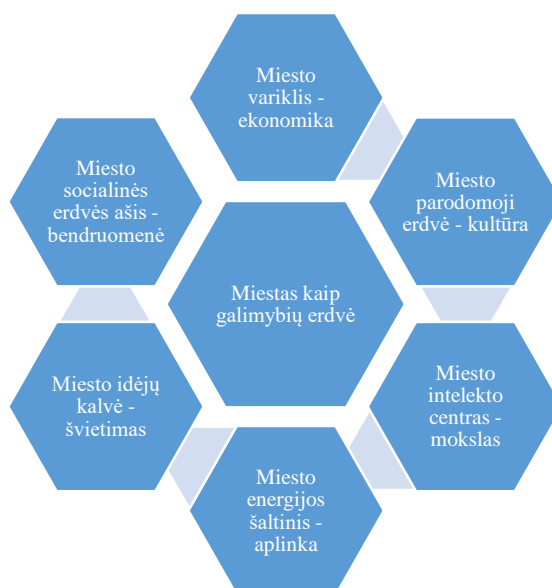 Miesto
variklis -
ekonomika
Miesto
parodomoji
erdvė - kultūra
Miesto
intelekto
centras -
mokslas
Miesto
energijos
šaltinis -
aplinka
Miesto idėjų
kalvė -
švietimas
Miesto
socialinės
erdvės ašis -
bendruomenė
Miestas kaip
galimybių erdvė